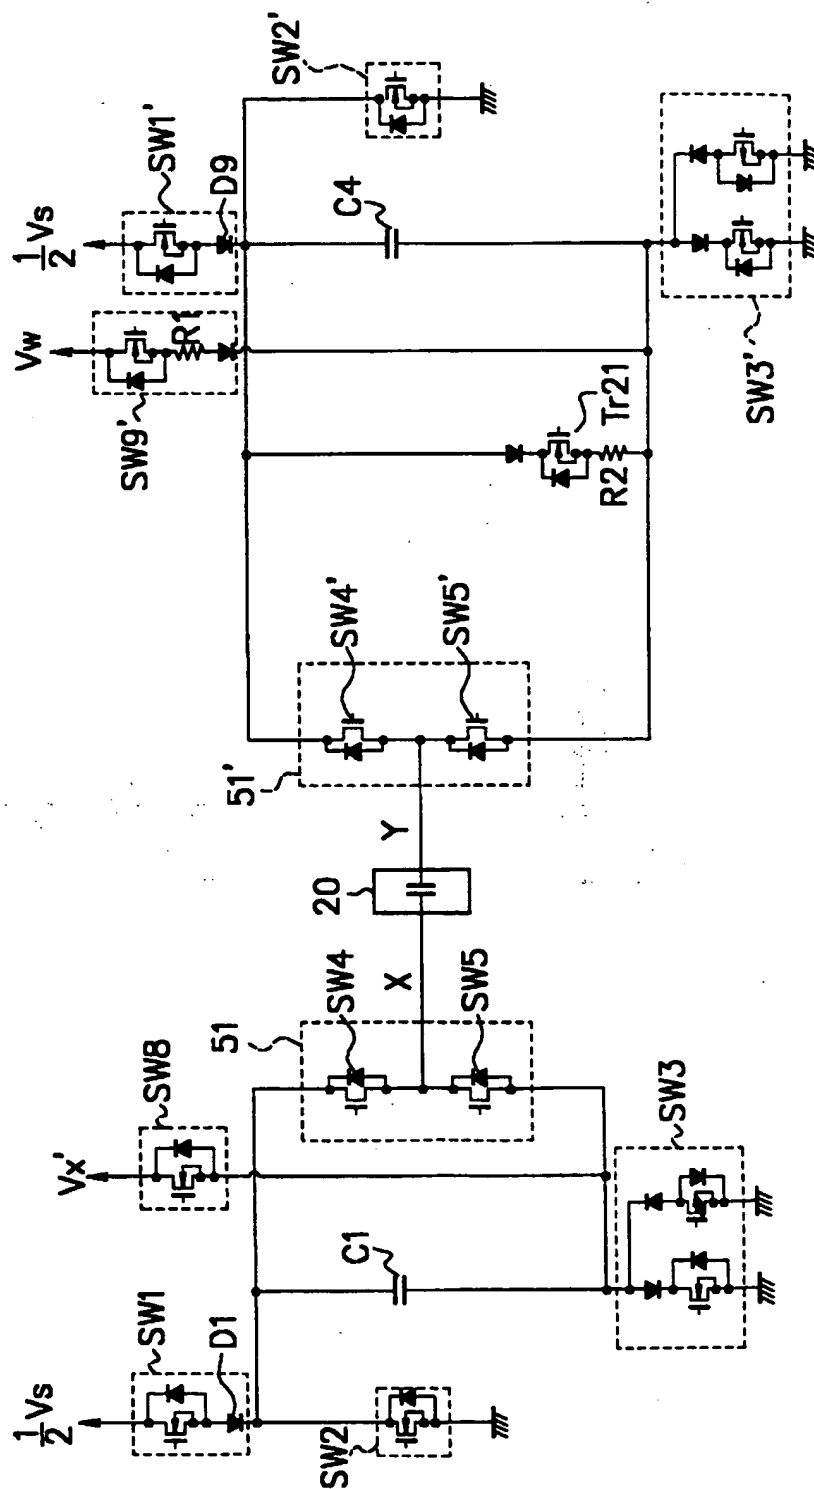 1/2 Vs
SW1
D1
SW2
C1
Vx'
SW8
SW3
51
SW4
SW5
X
20
Y
51'
SW4'
SW5'
Tr21
R2
Vw
SW9'
R1
1/2 Vs
SW1'
D9
C4
SW3'
SW2'